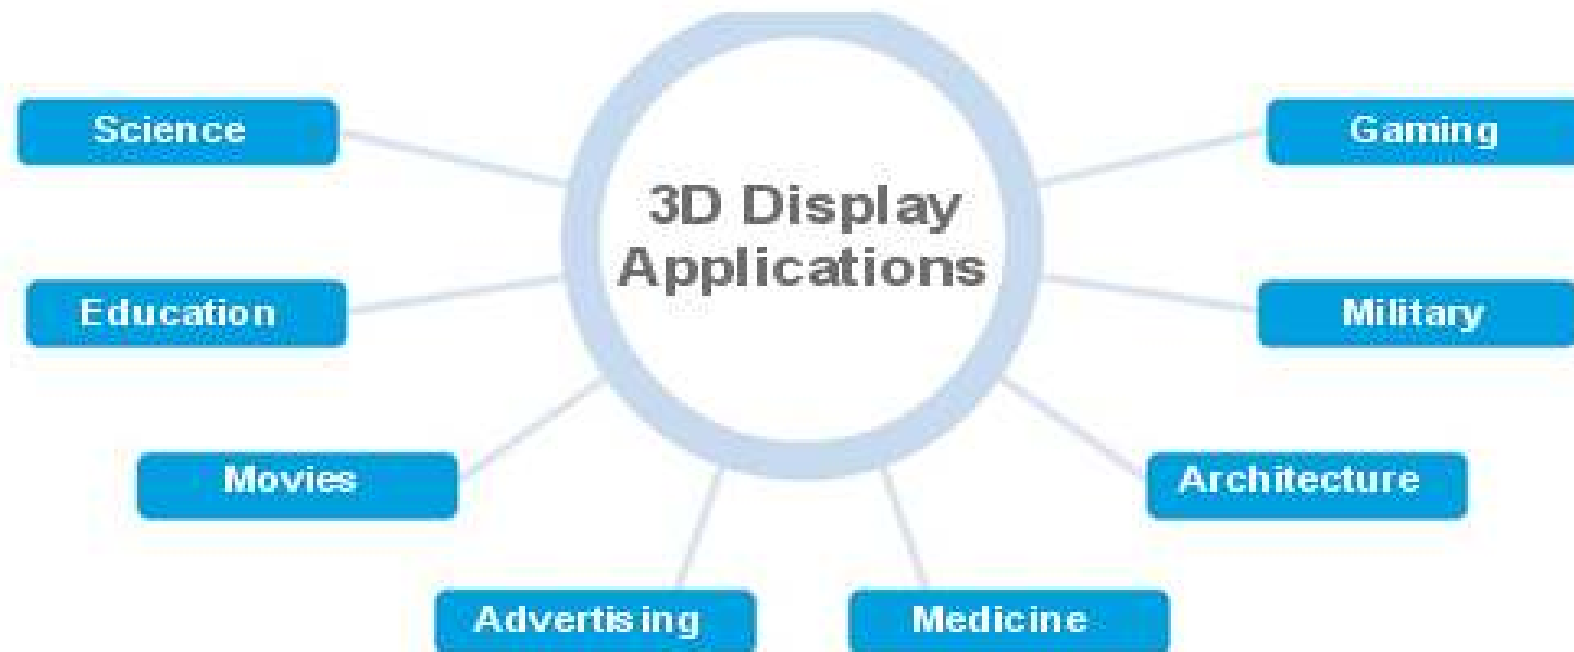 Science
Gaming
3D Display
Applications
Education
Military
Movies
Architecture
Advertising
Medicine